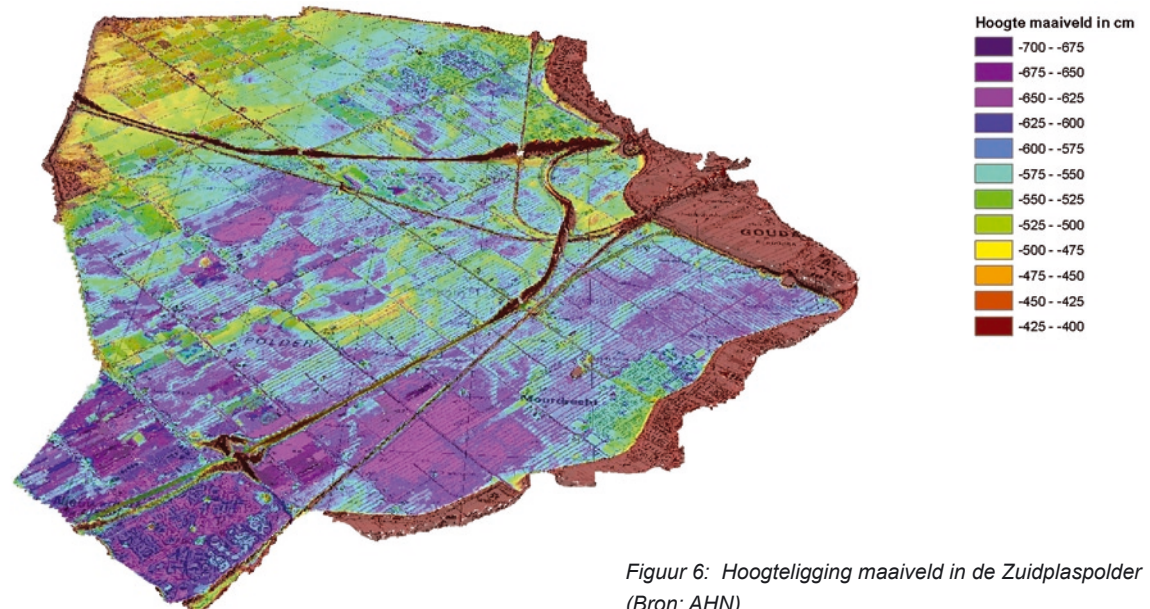 Hoogte maaiveld in cm
-700 - -675
-675 - -650
-650 - -625
-625 - -600
-600 - -575
-575 - -550
-550 - -525
-525 - -500
-500 - -475
-475 - -450
-450 - -425
-425 - -400
ZUID
GOUDA
POLDER
Moordrecht
Figuur 6: Hoogteligging maaiveld in de Zuidplaspolder
(Bron: AHN)